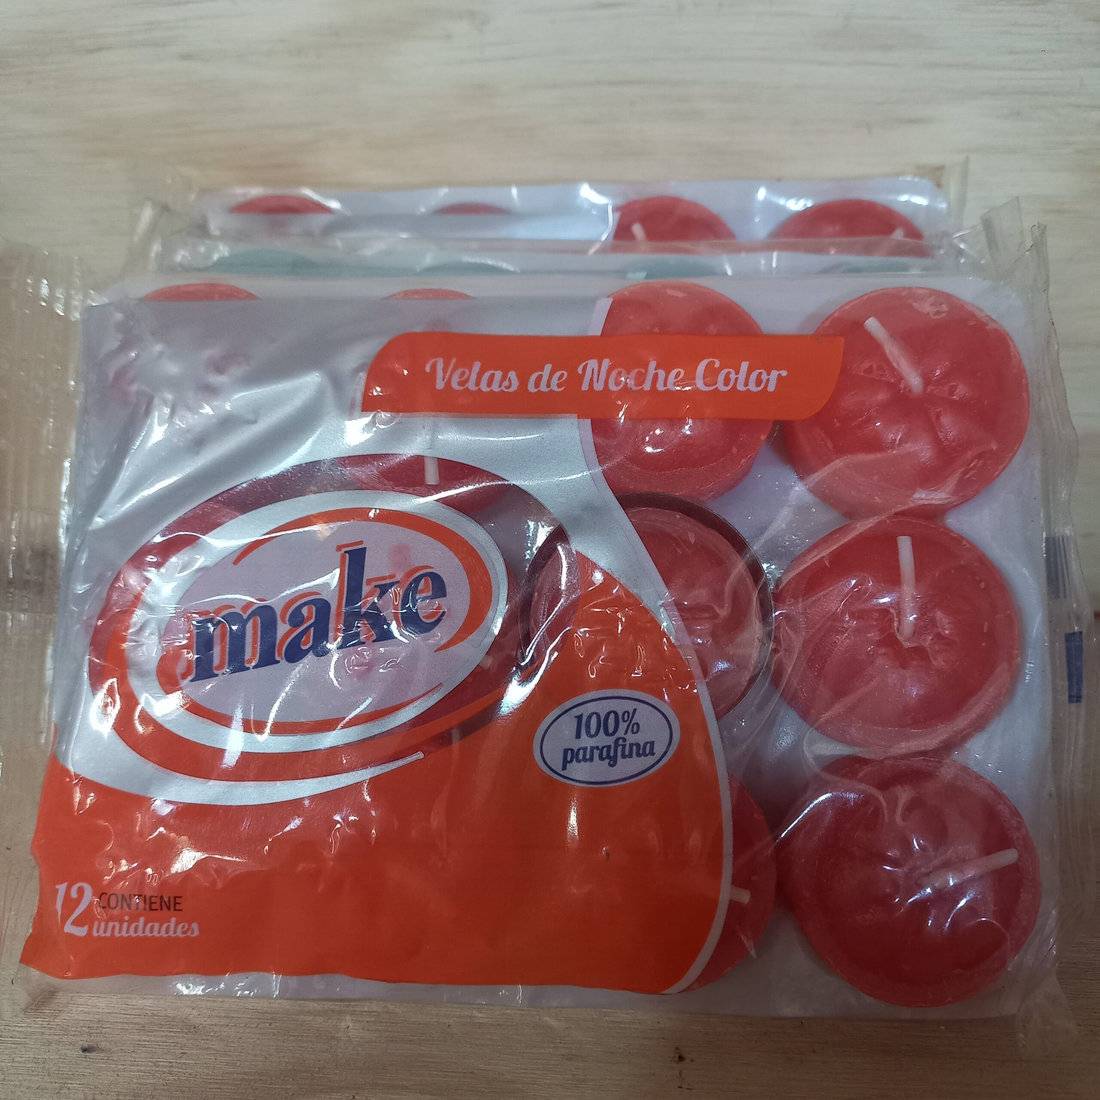 Velas de Noche Color
make
100%
parafina
12 CONTIENE
unidades